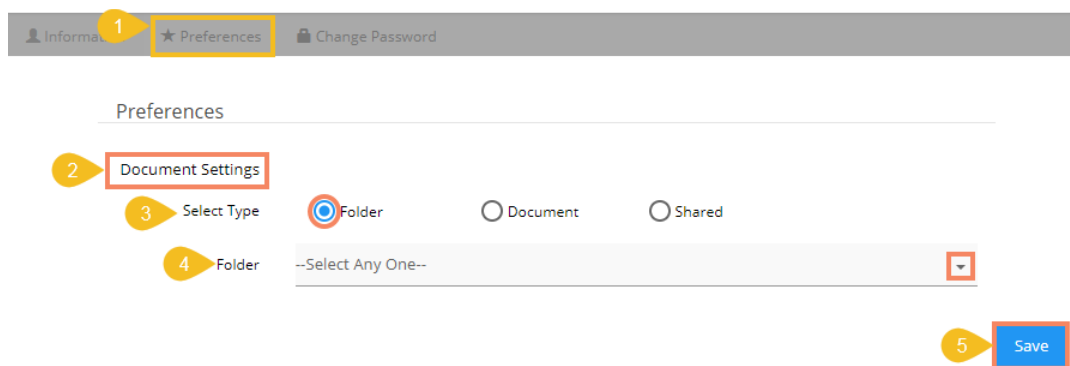 1
Informat
Preferences
Change Password
Preferences
2
Document Settings
3
Select Type
Folder
Document
Shared
4
Folder
--Select Any One--
5
Save